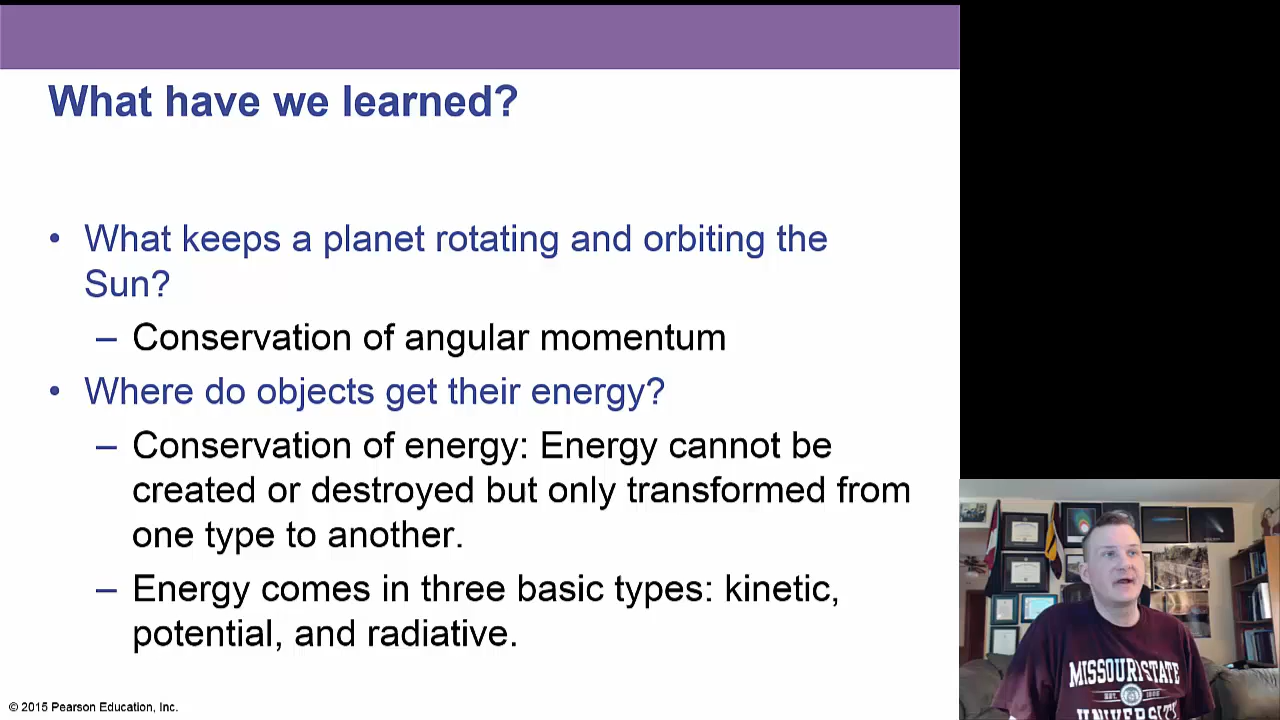 What have we learned?
• What keeps a planet rotating and orbiting the
Sun?
– Conservation of angular momentum
• Where do objects get their energy?
– Conservation of energy: Energy cannot be
created or destroyed but only transformed from
one type to another.
– Energy comes in three basic types: kinetic,
potential, and radiative.
© 2015 Pearson Education, Inc.
MISSOURI STATE
UNIVERSITY